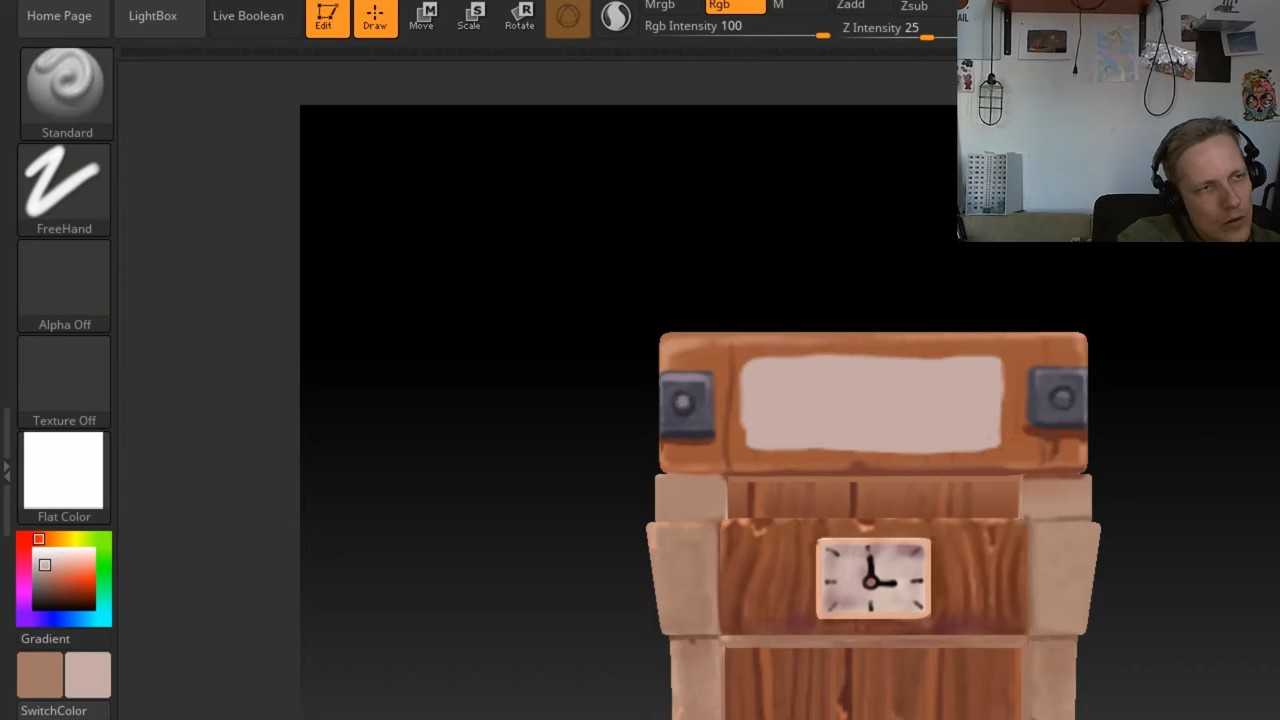 Home Page
LightBox
Live Boolean
Edit
Draw
Move
Scale
Rotate
Mrgb
Rgb
M
Zadd
Zsub
Rgb Intensity 100
Z Intensity 25
Standard
FreeHand
Alpha Off
Texture Off
Flat Color
Gradient
SwitchColor